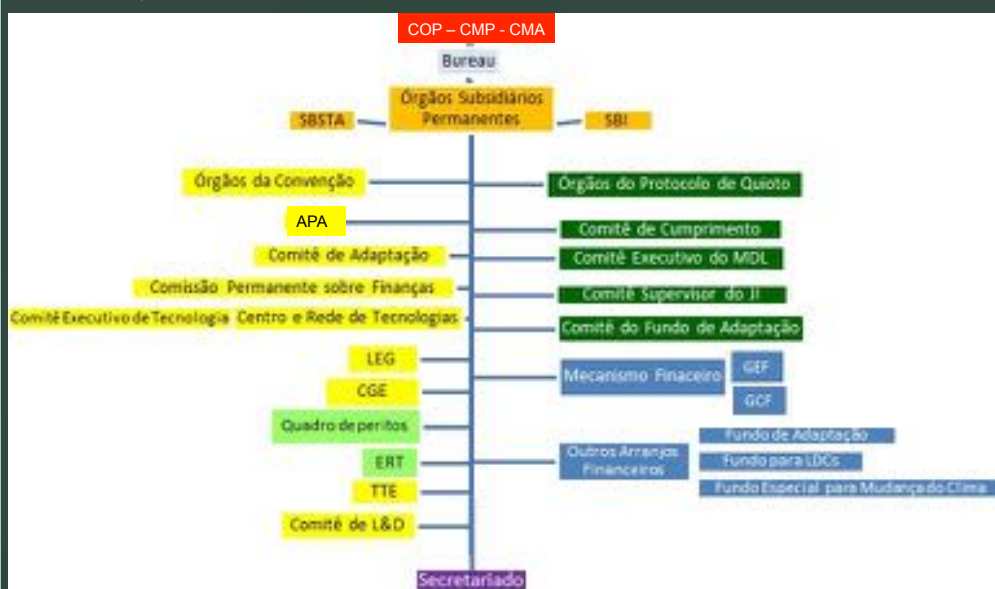 COP – CMP - CMA
Bureau
Órgãos Subsidiários
Permanentes
SBSTA
SBI
Órgãos da Convenção
Órgãos do Protocolo de Quioto
APA
Comitê de Cumprimento
Comitê de Adaptação
Comitê Executivo do MDL
Comissão Permanente sobre Finanças
Comitê Supervisor do JI
Comitê Executivo de Tecnologia Centro e Rede de Tecnologias
Comitê do Fundo de Adaptação
LEG
Mecanismo Finaceiro
GEF
CGE
GCF
Quadro de peritos
Fundo de Adaptação
Outros Arranjos
Financeiros
ERT
Fundo para LDCs
TTE
Fundo Especial para Mudança do Clima
Comitê de L&D
Secretariado